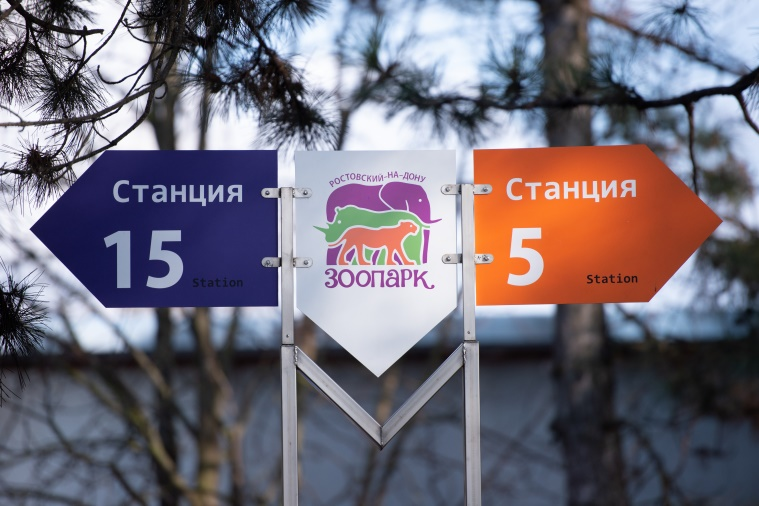 Станция
15
Station
РОСТОВСКИЙ-НА-ДОНУ
ЗООПАРК
Станция
5
Station